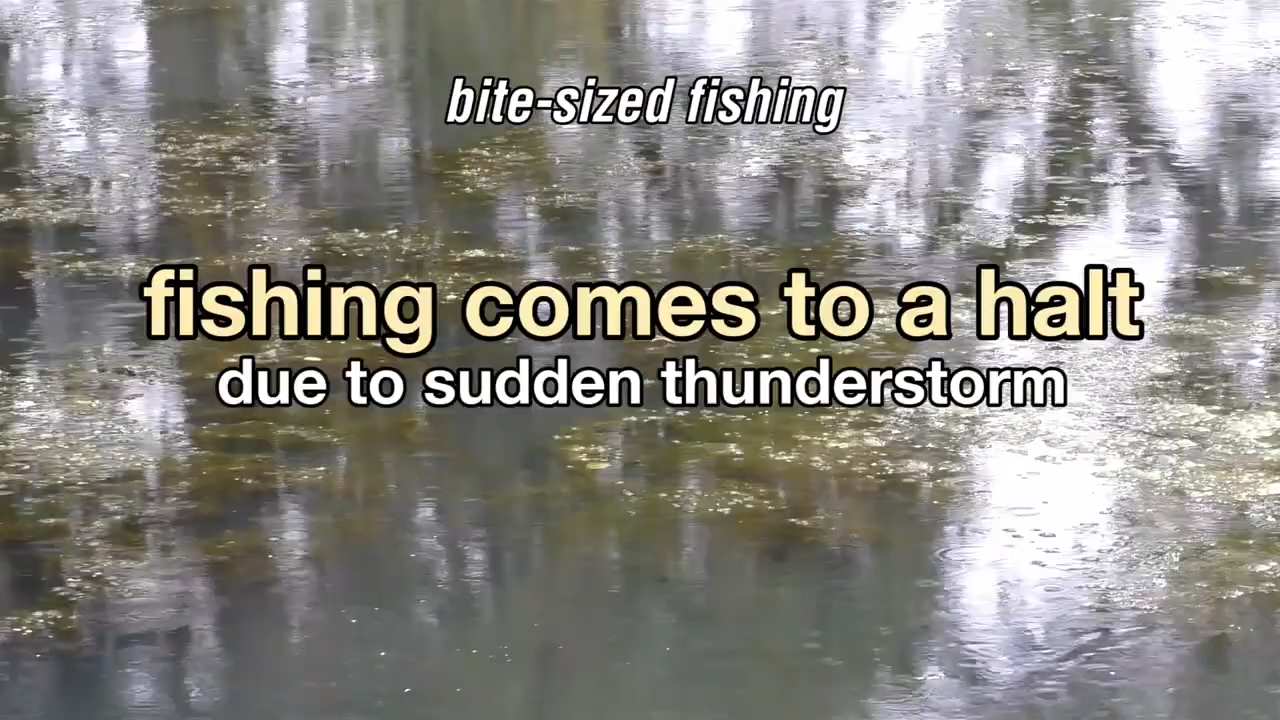 bite-sized fishing
fishing comes to a halt
due to sudden thunderstorm